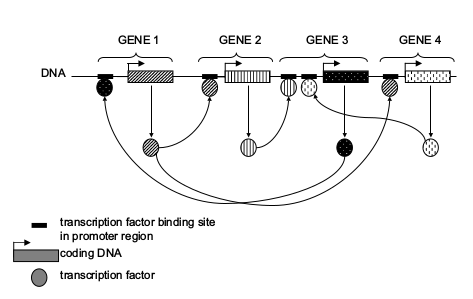 GENE 1 GENE 2 GENE 3 GENE 4
DNA
transcription factor binding site
in promoter region
coding DNA
transcription factor